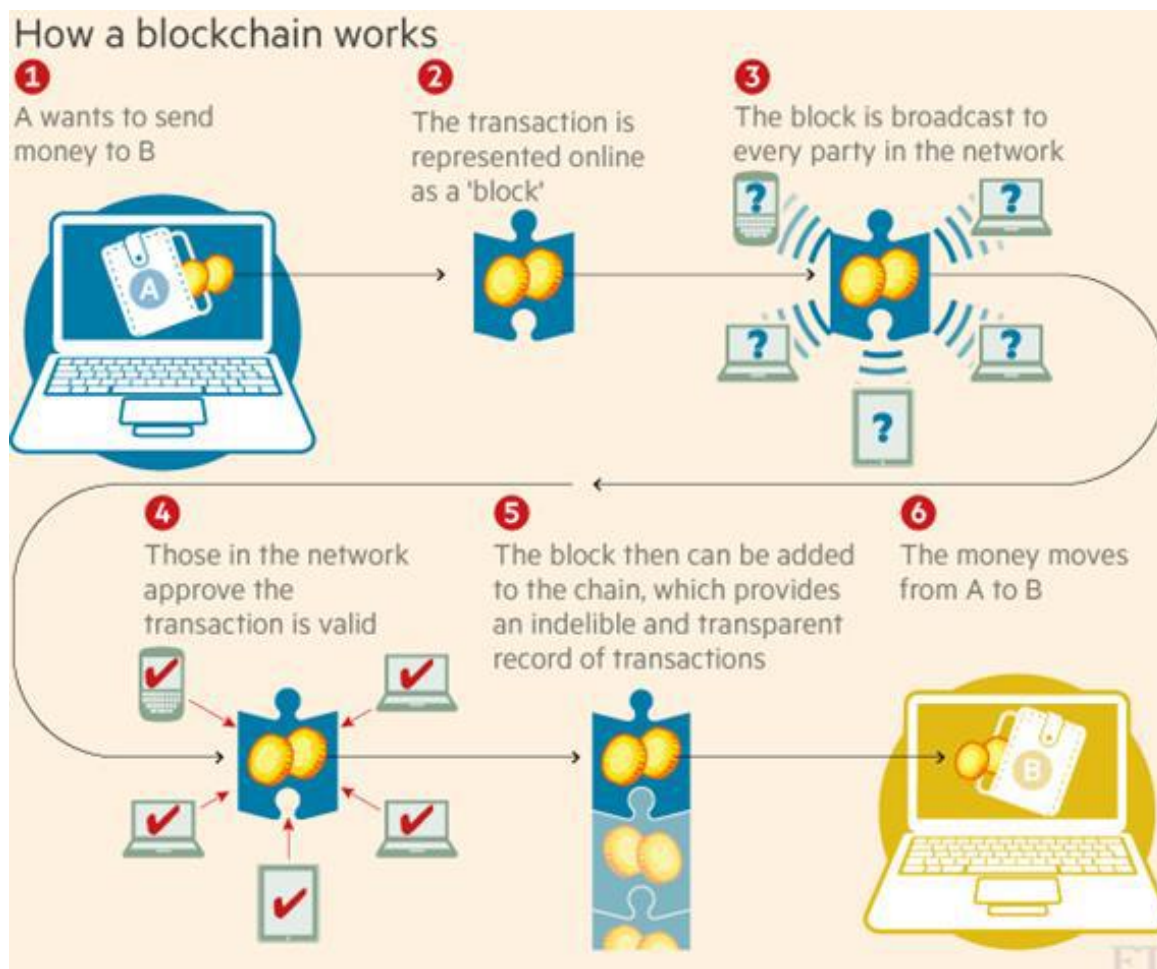 How a blockchain works
1
A wants to send
money to B
2
The transaction is
represented online
as a 'block'
3
The block is broadcast to
every party in the network
?
?
?
?
?
A
4
Those in the network
approve the
transaction is valid
5
The block then can be added
to the chain, which provides
an indelible and transparent
record of transactions
6
The money moves
from A to B
B